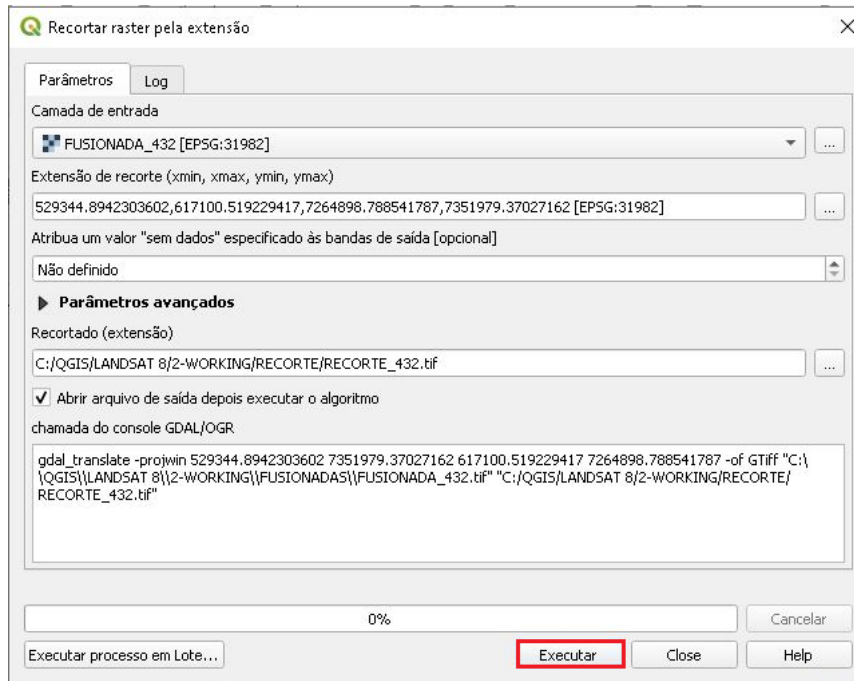 Recortar raster pela extensão
Parâmetros
Log
Camada de entrada
FUSIONADA_432 [EPSG:31982]
...
Extensão de recorte (xmin, xmax, ymin, ymax)
529344.8942303602,617100.519229417,7264898.788541787,7351979.37027162 [EPSG:31982]
...
Atribua um valor "sem dados" especificado às bandas de saída [opcional]
Não definido
Parâmetros avançados
Recortado (extensão)
C:/QGIS/LANDSAT 8/2-WORKING/RECORTE/RECORTE_432.tif
...
Abrir arquivo de saída depois executar o algoritmo
chamada do console GDAL/OGR
gdal_translate -projwin 529344.8942303602 7351979.37027162 617100.519229417 7264898.788541787 -of GTiff "C:\
\QGIS\\LANDSAT 8\\2-WORKING\\FUSIONADAS\\FUSIONADA_432.tif" "C:/QGIS/LANDSAT 8/2-WORKING/RECORTE/
RECORTE_432.tif"
0%
Cancelar
Executar processo em Lote...
Executar
Close
Help